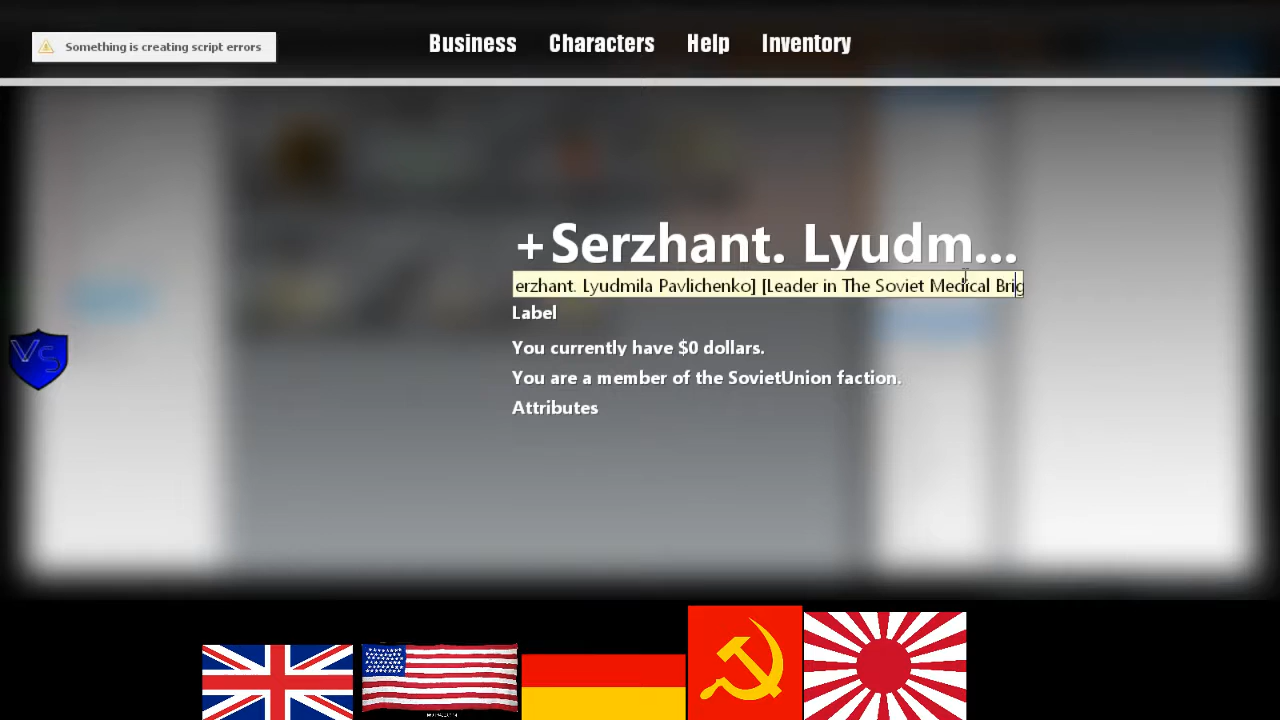 Something is creating script errors
Business Characters Help Inventory
+Serzhant. Lyudm...
erzhant. Lyudmila Pavlichenko] [Leader in The Soviet Medical Brig
Label
VS
You currently have $0 dollars.
You are a member of the SovietUnion faction.
Attributes